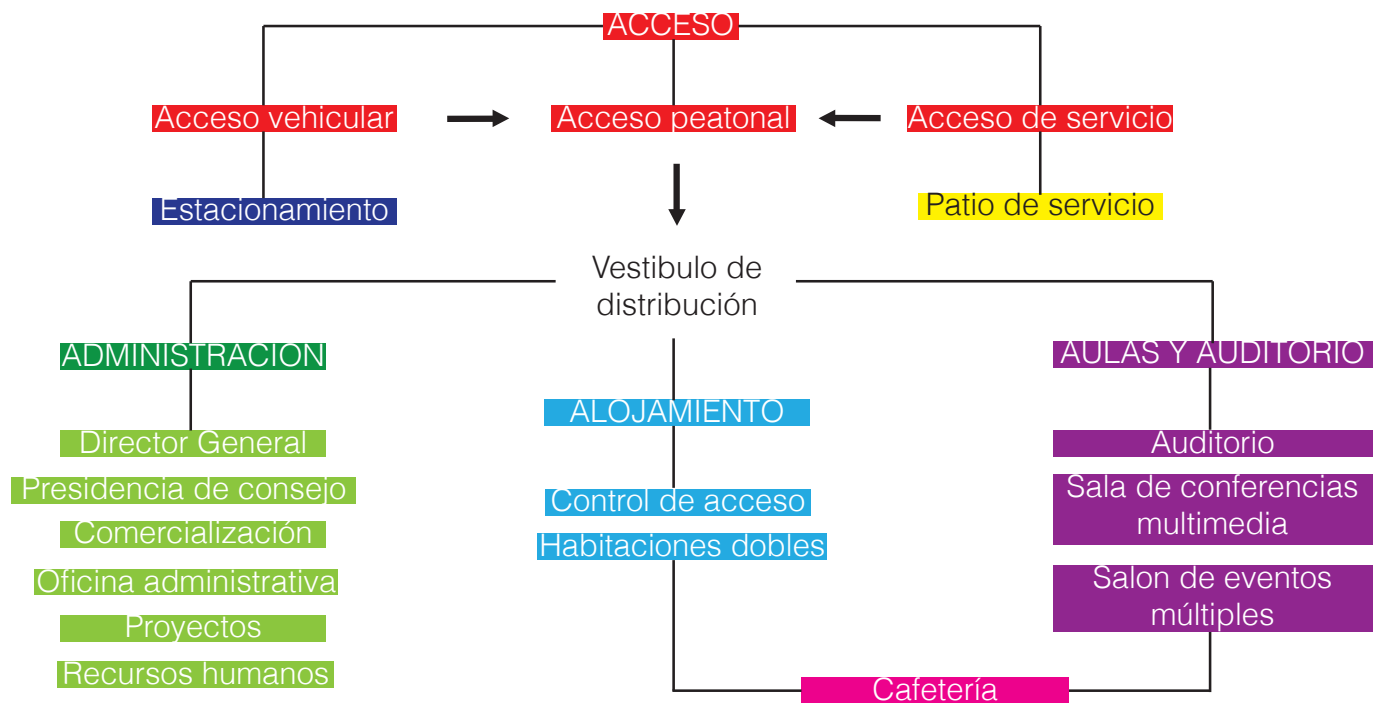 ACCESO
Acceso vehicular
Acceso peatonal
Acceso de servicio
Estacionamiento
Patio de servicio
Vestibulo de
distribución
ADMINISTRACION
Director General
Presidencia de consejo
Comercialización
Oficina administrativa
Proyectos
Recursos humanos
ALOJAMIENTO
Control de acceso
Habitaciones dobles
AULAS Y AUDITORIO
Auditorio
Sala de conferencias
multimedia
Salon de eventos
múltiples
Cafetería